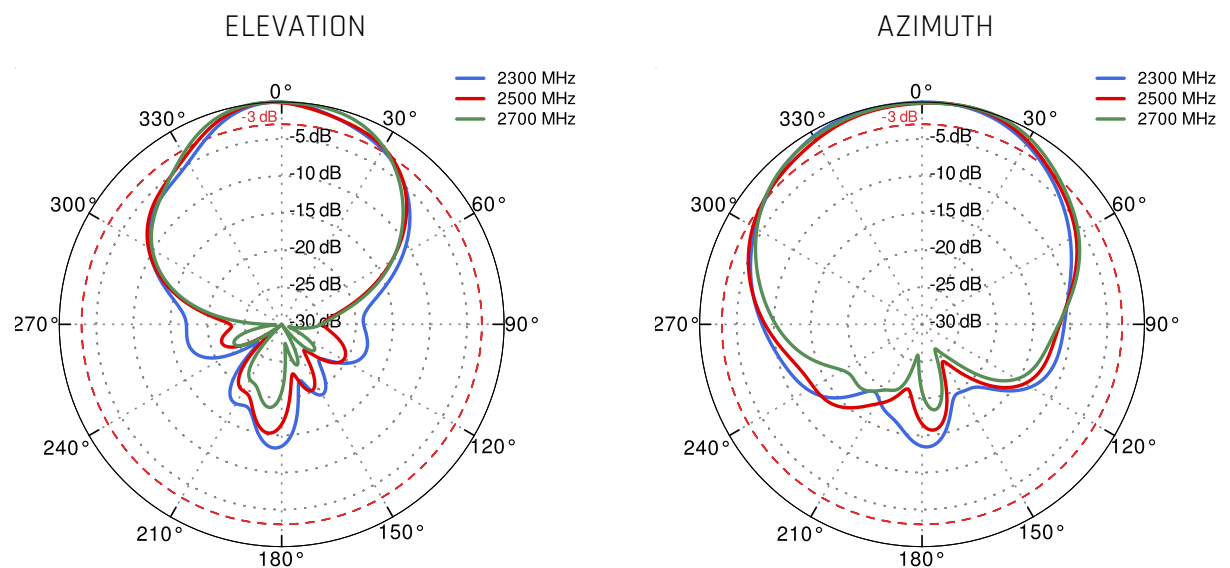 ELEVATION
2300 MHz
2500 MHz
2700 MHz
0°
330°
-3 dB
30°
-5 dB
-10 dB
300°
-15 dB
60°
-20 dB
-25 dB
270°
-30 dB
90°
240°
120°
210°
150°
180°
AZIMUTH
2300 MHz
2500 MHz
2700 MHz
0°
330°
-3 dB
30°
-5 dB
-10 dB
300°
-15 dB
60°
-20 dB
-25 dB
270°
-30 dB
90°
240°
120°
210°
150°
180°